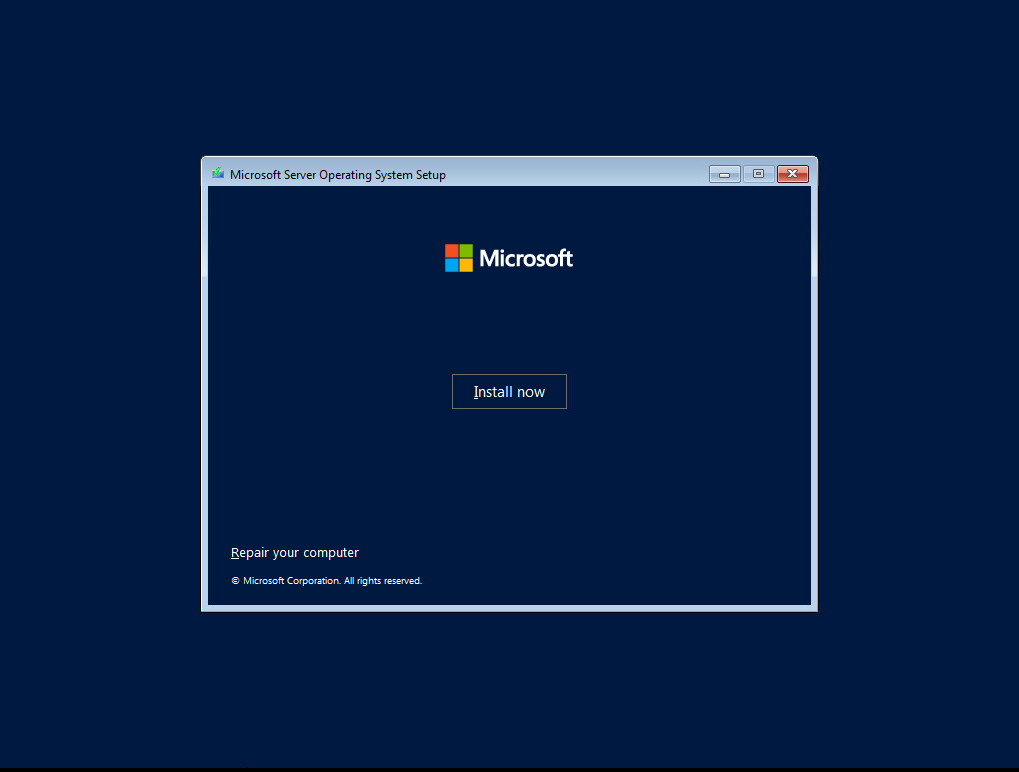 Microsoft Server Operating System Setup
Microsoft
Install now
Repair your computer
© Microsoft Corporation. All rights reserved.